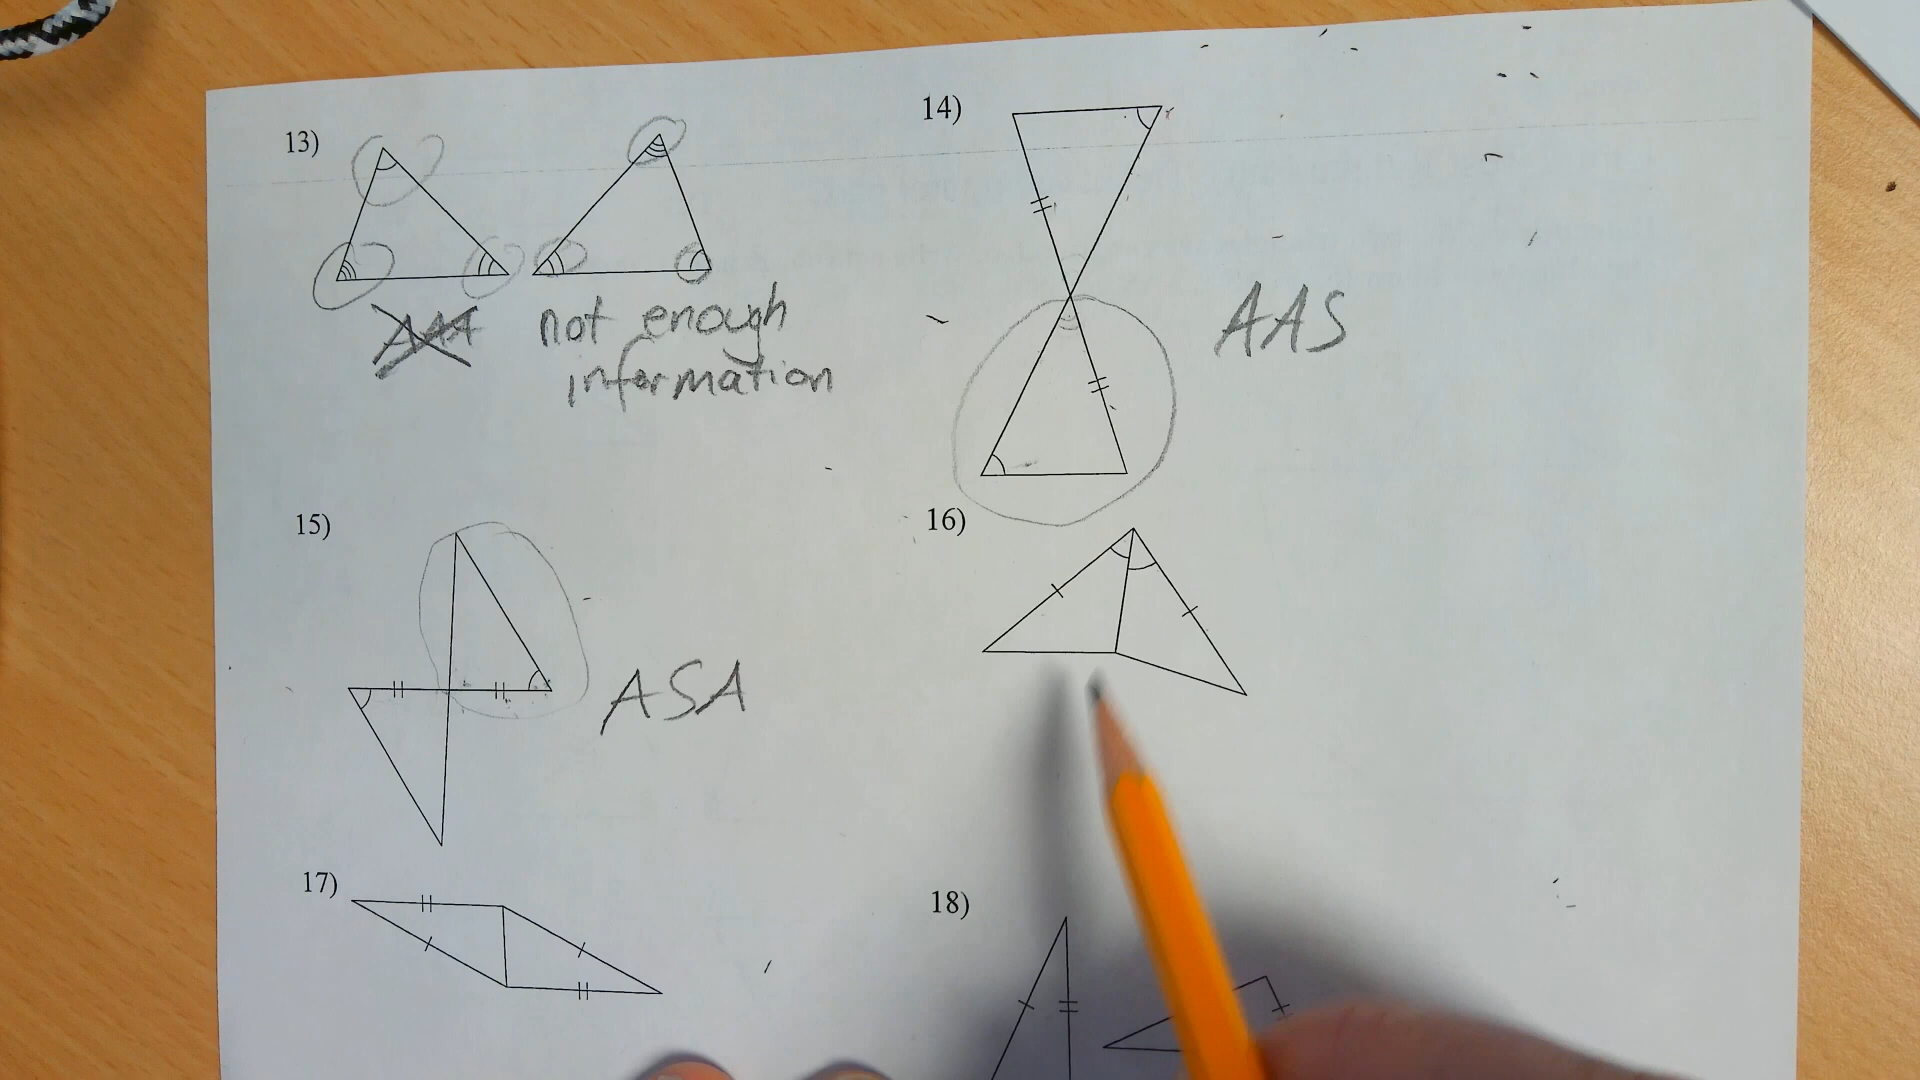 13)
14)
AAA
not enough
information
AAS
15)
16)
ASA
17)
18)